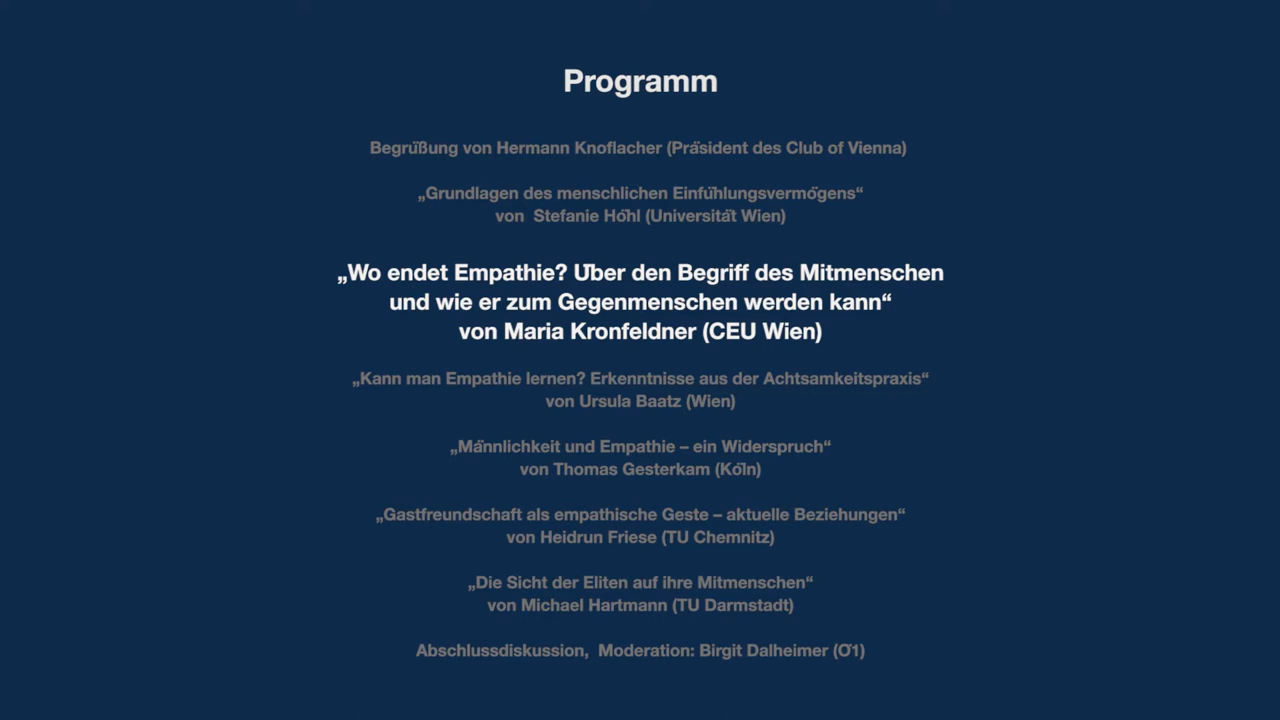 Programm
Begrüßung von Hermann Knoflacher (Präsident des Club of Vienna)
„Grundlagen des menschlichen Einfühlungsvermögens“
von Stefanie Höhl (Universität Wien)
„Wo endet Empathie? Über den Begriff des Mitmenschen
und wie er zum Gegenmenschen werden kann“
von Maria Kronfeldner (CEU Wien)
„Kann man Empathie lernen? Erkenntnisse aus der Achtsamkeitspraxis“
von Ursula Baatz (Wien)
„Männlichkeit und Empathie – ein Widerspruch“
von Thomas Gesterkam (Köln)
„Gastfreundschaft als empathische Geste – aktuelle Beziehungen“
von Heidrun Friese (TU Chemnitz)
„Die Sicht der Eliten auf ihre Mitmenschen“
von Michael Hartmann (TU Darmstadt)
Abschlussdiskussion, Moderation: Birgit Dalheimer (Ö1)